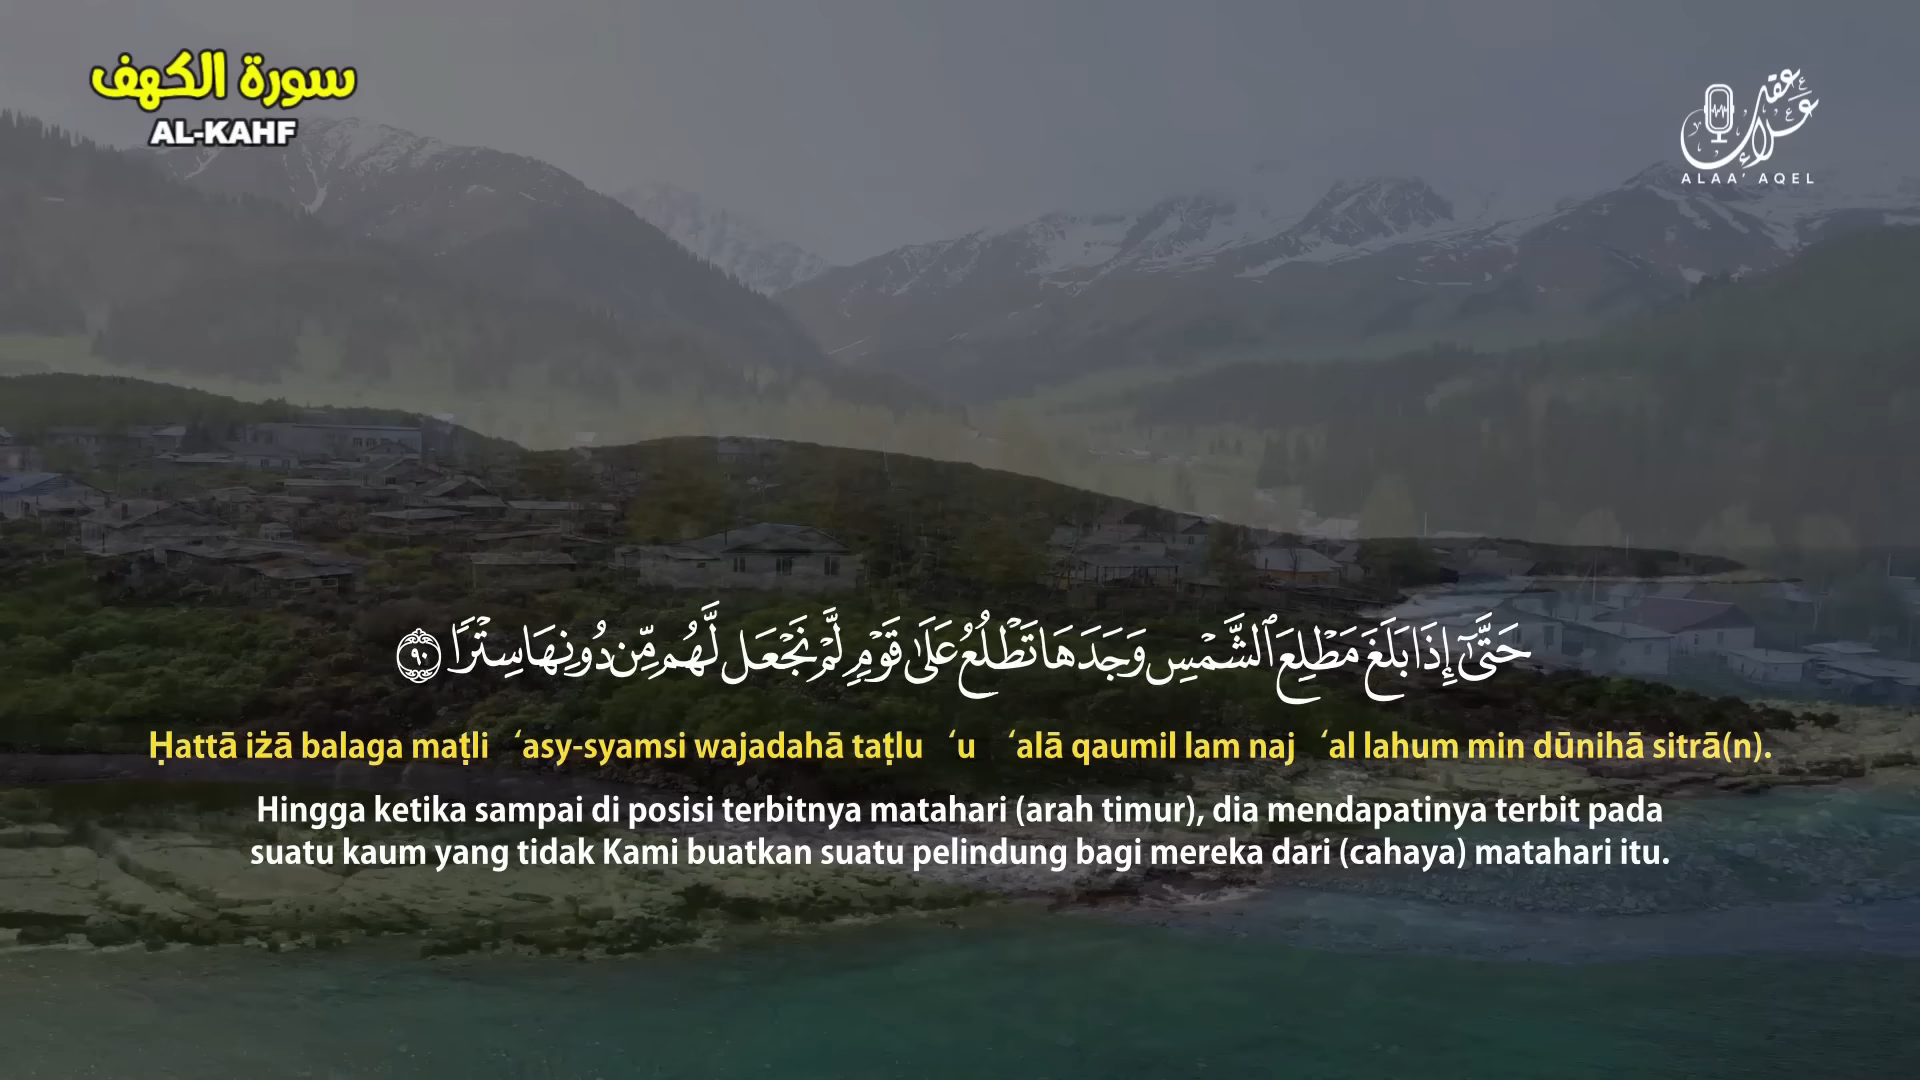 سورة الكهف
AL-KAHF
علاء عقل
ALAA' AQEL
حَتَّىٰٓ إِذَا بَلَغَ مَطْلِعَ ٱلشَّمْسِ وَجَدَهَا تَطْلُعُ عَلَىٰ قَوْمٍۢ لَّمْ نَجْعَل لَّهُم مِّن دُونِهَا سِتْرًۭا ٩٠
Ḥattā iżā balaga maṭli ‘asy-syamsi wajadahā taṭlu ‘u ‘alā qaumil lam naj ‘al lahum min dūnihā sitrā(n).
Hingga ketika sampai di posisi terbitnya matahari (arah timur), dia mendapatinya terbit pada
suatu kaum yang tidak Kami buatkan suatu pelindung bagi mereka dari (cahaya) matahari itu.